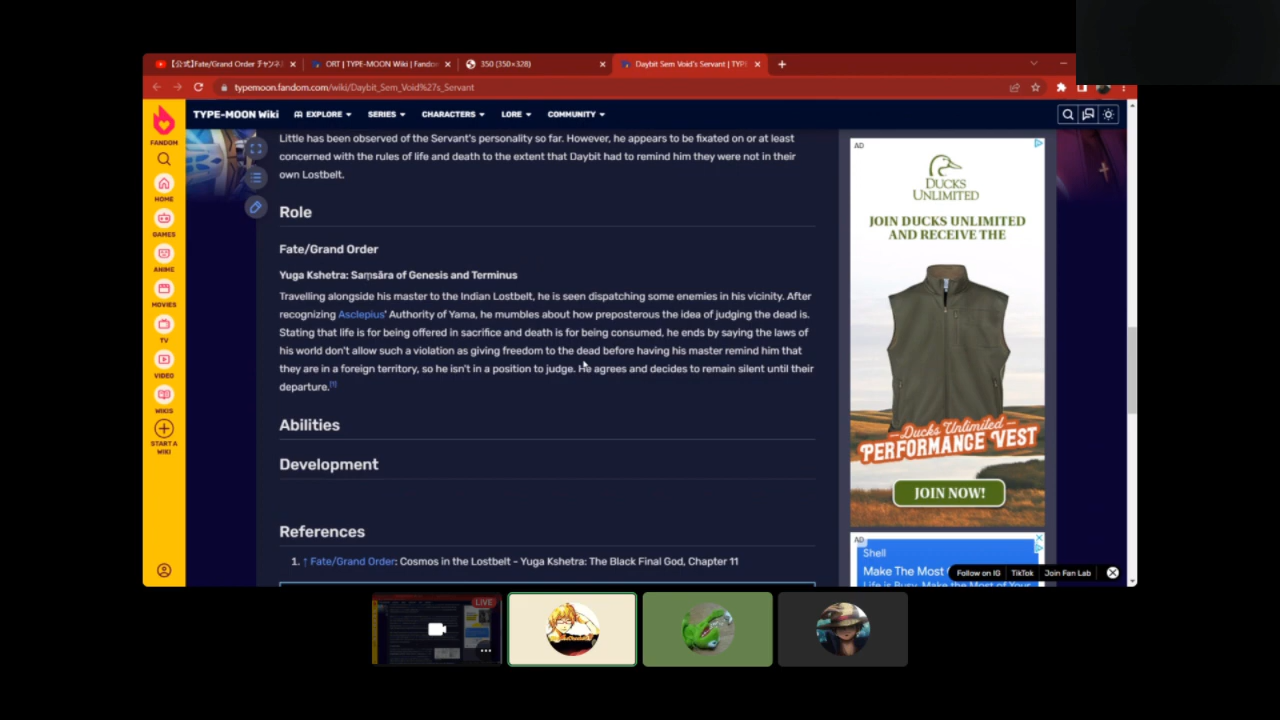 【公式】Fate/Grand Order チャンネル
ORT | TYPE-MOON Wiki | Fandom
350 (350×328)
Daybit Sem Void's Servant | TYP
typemoon.fandom.com/wiki/Daybit_Sem_Void%27s_Servant
FANDOM
HOME
GAMES
ANIME
MOVIES
TV
VIDEO
WIKIS
START A
WIKI
TYPE-MOON Wiki
EXPLORE
SERIES
CHARACTERS
LORE
COMMUNITY
Little has been observed of the Servant's personality so far. However, he appears to be fixated on or at least
concerned with the rules of life and death to the extent that Daybit had to remind him they were not in their
own Lostbelt.
Role
Fate/Grand Order
Yuga Kshetra: Saṃsāra of Genesis and Terminus
Travelling alongside his master to the Indian Lostbelt, he is seen dispatching some enemies in his vicinity. After
recognizing Asclepius' Authority of Yama, he mumbles about how preposterous the idea of judging the dead is.
Stating that life is for being offered in sacrifice and death is for being consumed, he ends by saying the laws of
his world don't allow such a violation as giving freedom to the dead before having his master remind him that
they are in a foreign territory, so he isn't in a position to judge. He agrees and decides to remain silent until their
departure.[1]
Abilities
Development
References
1. ↑ Fate/Grand Order: Cosmos in the Lostbelt - Yuga Kshetra: The Black Final God, Chapter 11
AD
DUCKS
UNLIMITED
JOIN DUCKS UNLIMITED
AND RECEIVE THE
Ducks Unlimited
PERFORMANCE VEST
JOIN NOW!
AD
Shell
Make The Most
Follow on IG
TikTok
Join Fan Lab
LIVE